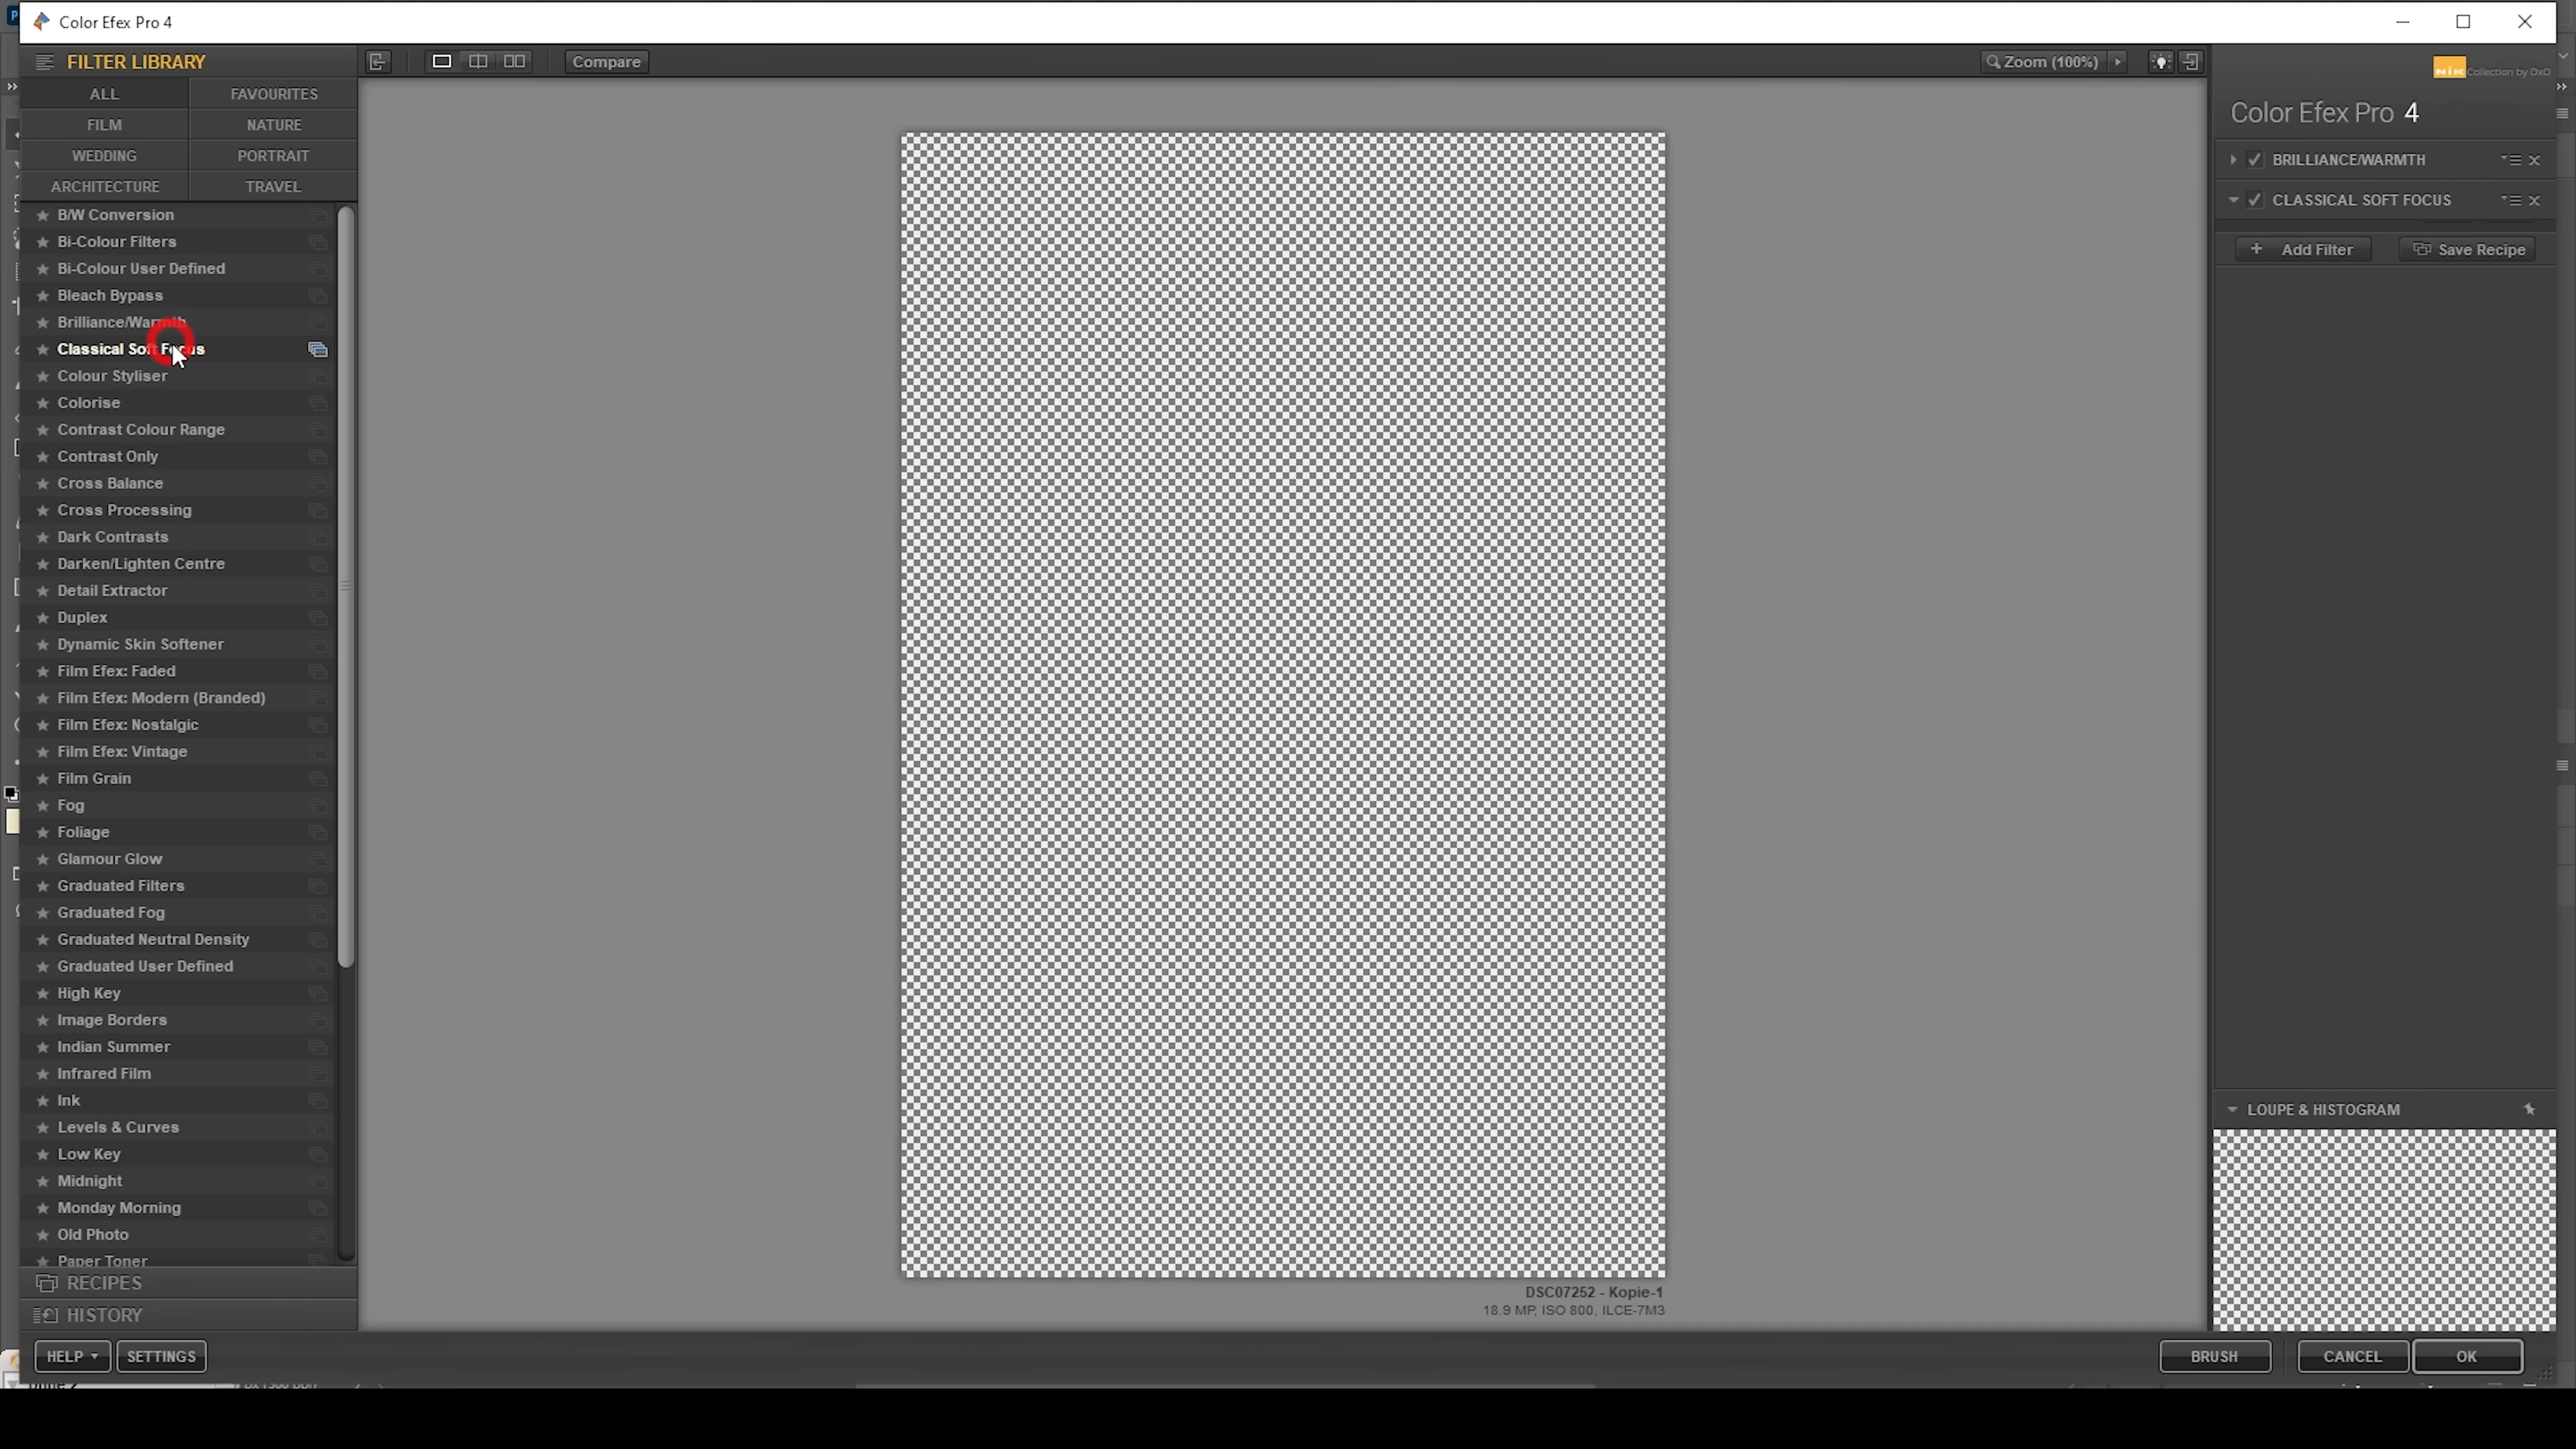 Color Efex Pro 4
FILTER LIBRARY
Compare
Zoom (100%)
Nik Collection by DxO
ALL
FAVOURITES
FILM
NATURE
WEDDING
PORTRAIT
ARCHITECTURE
TRAVEL
B/W Conversion
Bi-Colour Filters
Bi-Colour User Defined
Bleach Bypass
Brilliance/Warmth
Classical Soft Focus
Colour Styliser
Colorise
Contrast Colour Range
Contrast Only
Cross Balance
Cross Processing
Dark Contrasts
Darken/Lighten Centre
Detail Extractor
Duplex
Dynamic Skin Softener
Film Efex: Faded
Film Efex: Modern (Branded)
Film Efex: Nostalgic
Film Efex: Vintage
Film Grain
Fog
Foliage
Glamour Glow
Graduated Filters
Graduated Fog
Graduated Neutral Density
Graduated User Defined
High Key
Image Borders
Indian Summer
Infrared Film
Ink
Levels & Curves
Low Key
Midnight
Monday Morning
Old Photo
Paper Toner
RECIPES
HISTORY
HELP
SETTINGS
DSC07252 - Kopie-1
18.9 MP, ISO 800, ILCE-7M3
Color Efex Pro 4
BRILLIANCE/WARMTH
CLASSICAL SOFT FOCUS
+ Add Filter
Save Recipe
LOUPE & HISTOGRAM
BRUSH
CANCEL
OK